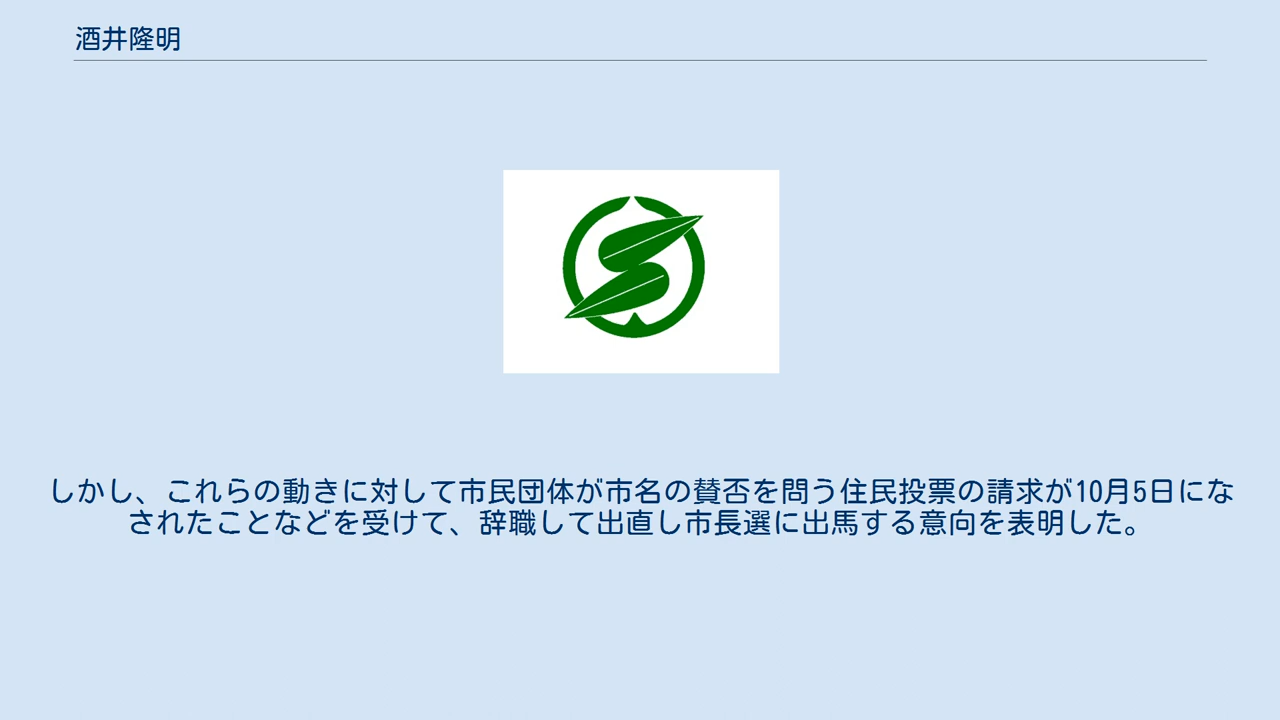 酒井隆明
しかし、これらの動きに対して市民団体が市名の賛否を問う住民投票の請求が10月5日にな
されたことなどを受けて、辞職して出直し市長選に出馬する意向を表明した。